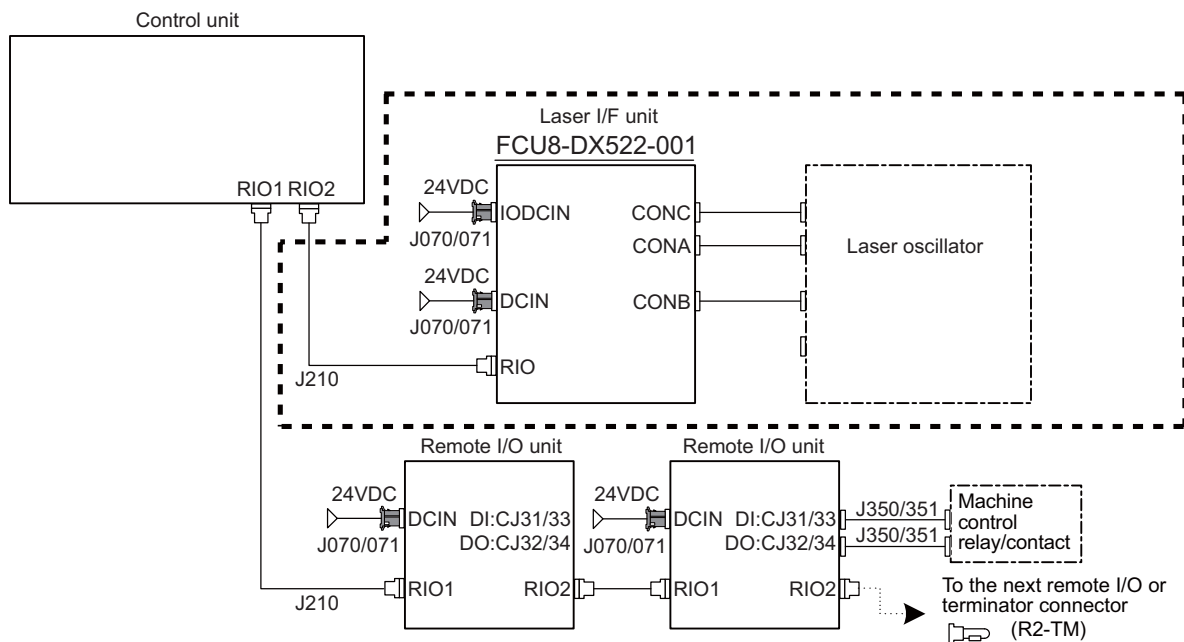 Control unit
RIO1 RIO2
Laser I/F unit
FCU8-DX522-001
24VDC
IODCIN
J070/071
24VDC
DCIN
J070/071
RIO
J210
CONC
CONA
CONB
Laser oscillator
Remote I/O unit
24VDC
DCIN
J070/071
DI:CJ31/33
DO:CJ32/34
RIO1
RIO2
J210
Remote I/O unit
24VDC
DCIN
J070/071
DI:CJ31/33
DO:CJ32/34
RIO1
RIO2
J350/351
J350/351
Machine
control
relay/contact
To the next remote I/O or
terminator connector
(R2-TM)